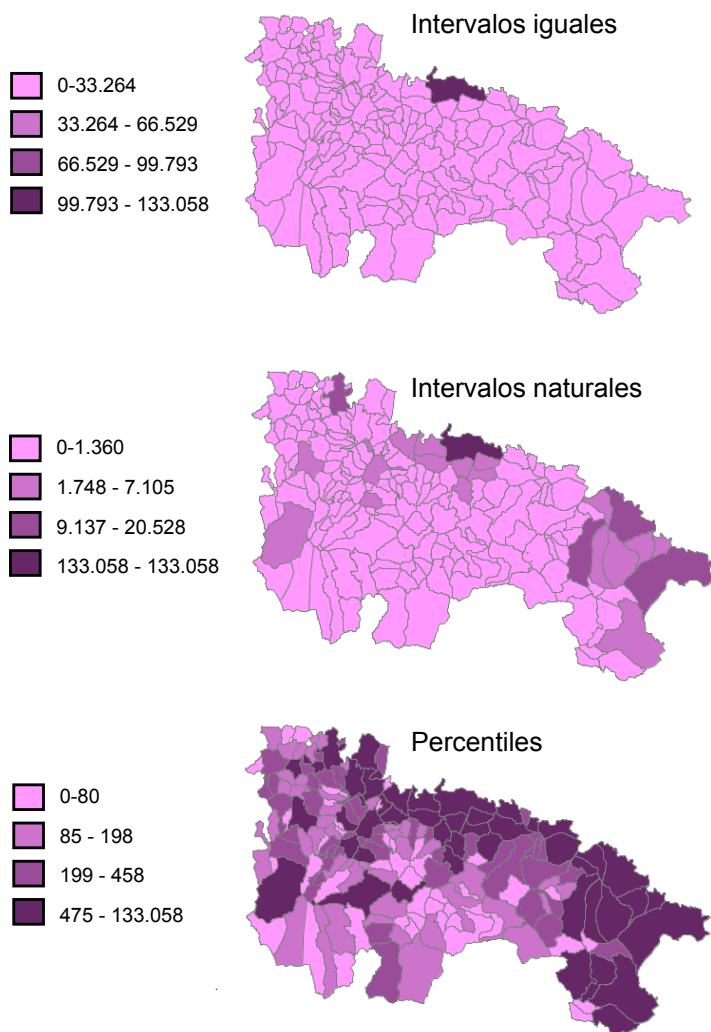 Intervalos iguales
0-33.264
33.264 - 66.529
66.529 - 99.793
99.793 - 133.058
Intervalos naturales
0-1.360
1.748 - 7.105
9.137 - 20.528
133.058 - 133.058
Percentiles
0-80
85 - 198
199 - 458
475 - 133.058